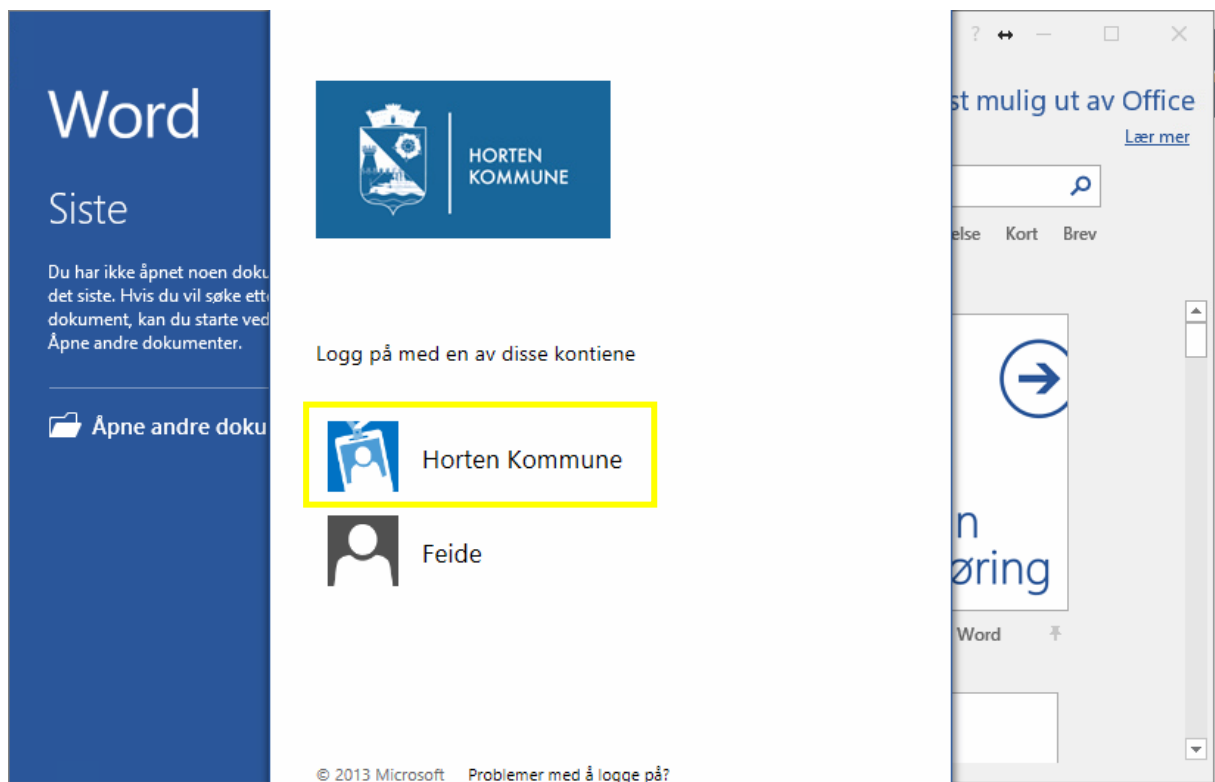 Word
Siste
Du har ikke åpnet noen doku
det siste. Hvis du vil søke ett
dokument, kan du starte ved
Åpne andre dokumenter.
Åpne andre doku
HORTEN
KOMMUNE
Logg på med en av disse kontiene
Horten Kommune
Feide
© 2013 Microsoft Problemer med å logge på?
?
st mulig ut av Office
Lær mer
else Kort Brev
n
øring
Word